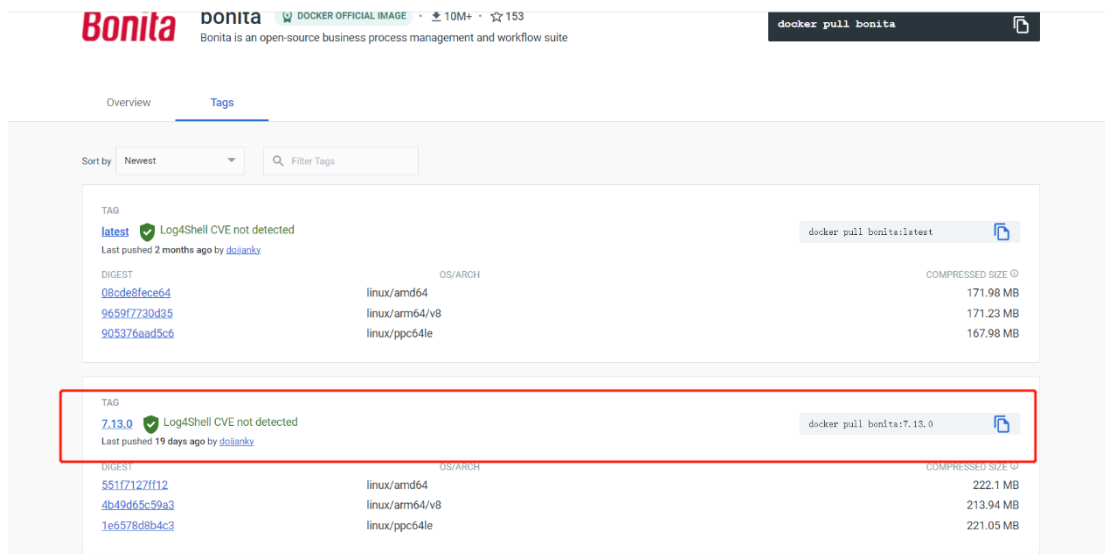 Bonita
bonita DOCKER OFFICIAL IMAGE · 10M+ · 153
Bonita is an open-source business process management and workflow suite
docker pull bonita
Overview
Tags
Sort by Newest
Filter Tags
TAG
latest Log4Shell CVE not detected
docker pull bonita:latest
Last pushed 2 months ago by doijanky
DIGEST OS/ARCH COMPRESSED SIZE
08cde8fece64 linux/amd64 171.98 MB
9659f7730d35 linux/arm64/v8 171.23 MB
905376aad5c6 linux/ppc64le 167.98 MB
TAG
7.13.0 Log4Shell CVE not detected
docker pull bonita:7.13.0
Last pushed 19 days ago by doijanky
DIGEST OS/ARCH COMPRESSED SIZE
551f7127ff12 linux/amd64 222.1 MB
4b49d65c59a3 linux/arm64/v8 213.94 MB
1e6578d8b4c3 linux/ppc64le 221.05 MB